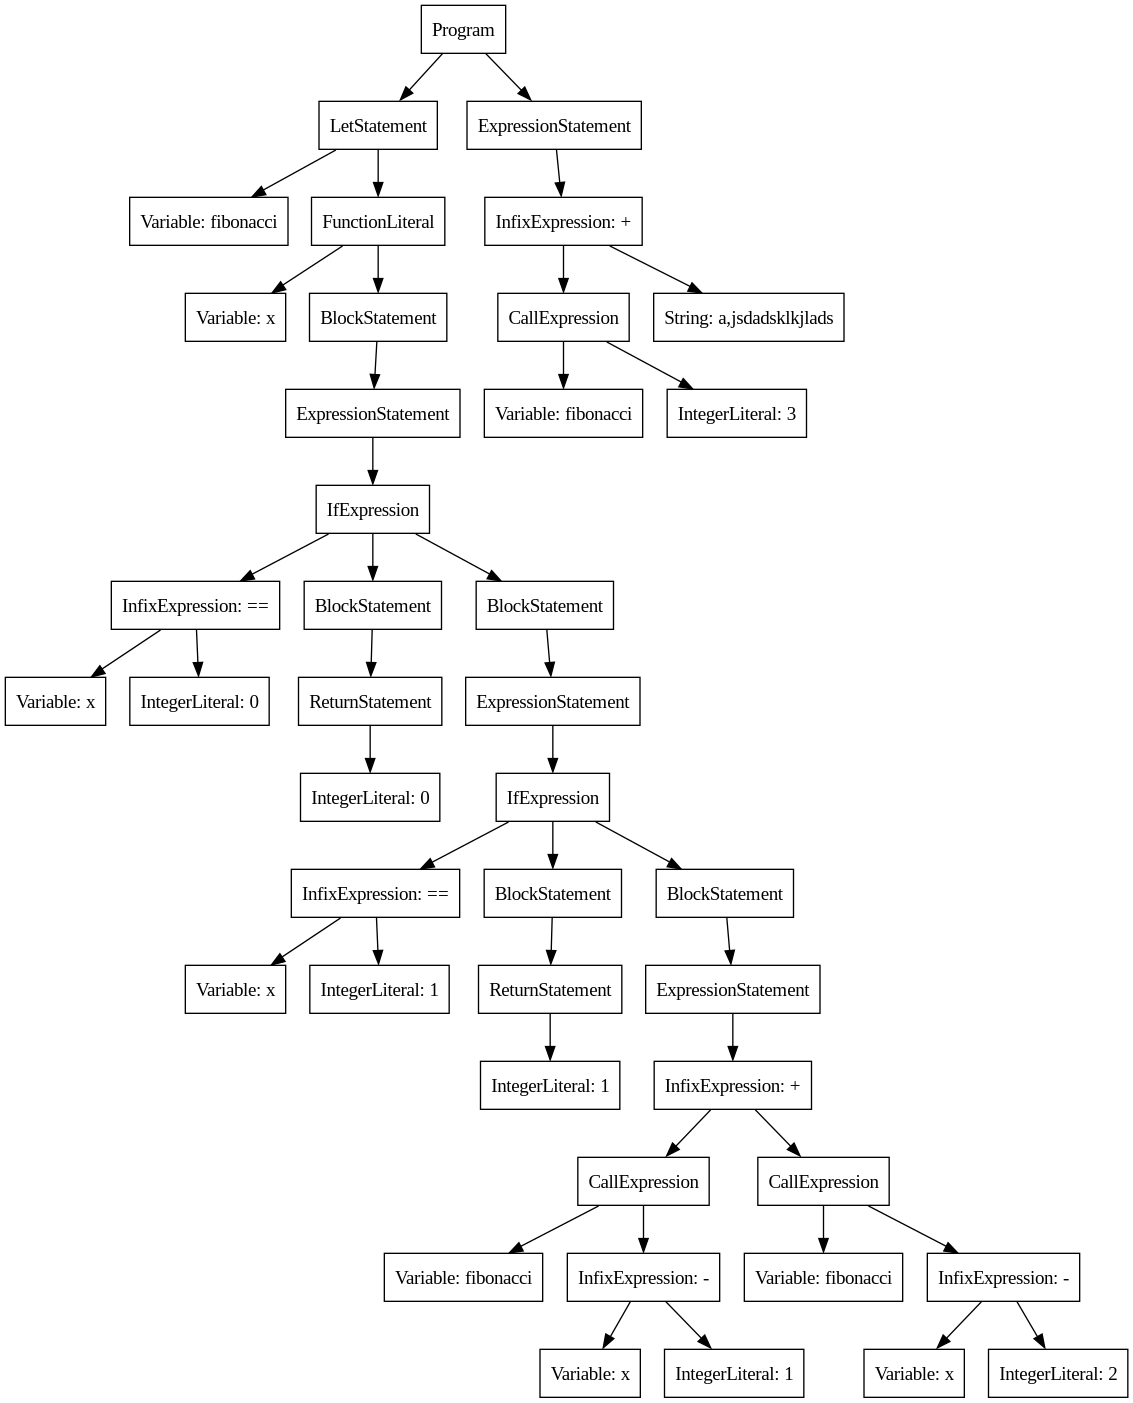 Program
LetStatement
ExpressionStatement
Variable: fibonacci
FunctionLiteral
InfixExpression: +
Variable: x
BlockStatement
CallExpression
String: a,jsdadsklkjlads
ExpressionStatement
Variable: fibonacci
IntegerLiteral: 3
IfExpression
InfixExpression: ==
BlockStatement
BlockStatement
Variable: x
IntegerLiteral: 0
ReturnStatement
ExpressionStatement
IntegerLiteral: 0
IfExpression
InfixExpression: ==
BlockStatement
BlockStatement
Variable: x
IntegerLiteral: 1
ReturnStatement
ExpressionStatement
IntegerLiteral: 1
InfixExpression: +
CallExpression
CallExpression
Variable: fibonacci
InfixExpression: -
Variable: fibonacci
InfixExpression: -
Variable: x
IntegerLiteral: 1
Variable: x
IntegerLiteral: 2